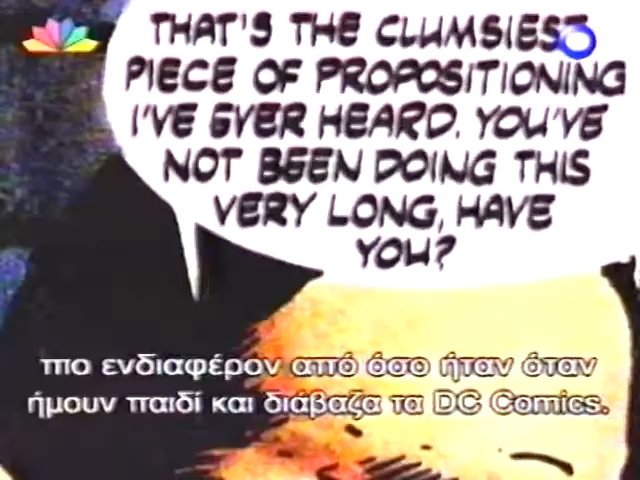 THAT'S THE CLUMSIEST
PIECE OF PROPOSITIONING
I'VE EVER HEARD. YOU'VE
NOT BEEN DOING THIS
VERY LONG, HAVE
YOU?
πιο ενδιαφέρον από όσο ήταν όταν
ήμουν παιδί και διάβαζα τα DC Comics.